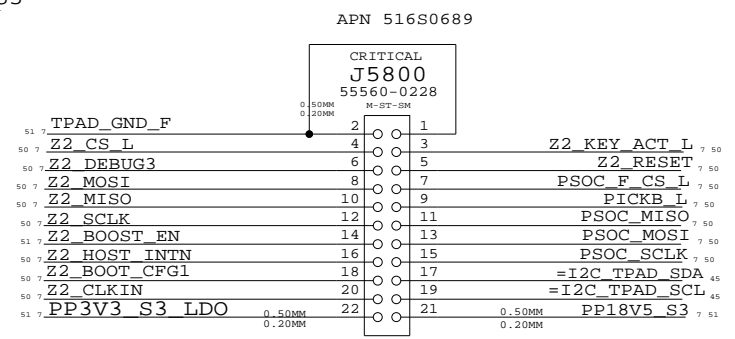 APN 516S0689
CRITICAL
J5800
55560-0228
M-ST-SM
0.50MM
0.20MM
51 7 TPAD_GND_F 2 1
50 7 Z2_CS_L 4 3 Z2_KEY_ACT_L 7 50
50 7 Z2_DEBUG3 6 5 Z2_RESET 7 50
50 7 Z2_MOSI 8 7 PSOC_F_CS_L 7 50
50 7 Z2_MISO 10 9 PICKB_L 7 50
50 7 Z2_SCLK 12 11 PSOC_MISO 7 50
51 7 Z2_BOOST_EN 14 13 PSOC_MOSI 7 50
50 7 Z2_HOST_INTN 16 15 PSOC_SCLK 7 50
50 7 Z2_BOOT_CFG1 18 17 =I2C_TPAD_SDA 45
50 7 Z2_CLKIN 20 19 =I2C_TPAD_SCL 45
51 7 PP3V3_S3_LDO 0.50MM 22 21 0.50MM PP18V5_S3 7 51
0.20MM 0.20MM